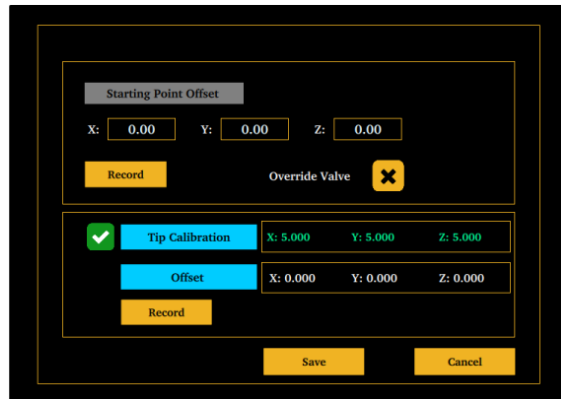 Starting Point Offset
X: 0.00 Y: 0.00 Z: 0.00
Record Override Valve
Tip Calibration X: 5.000 Y: 5.000 Z: 5.000
Offset X: 0.000 Y: 0.000 Z: 0.000
Record
Save Cancel